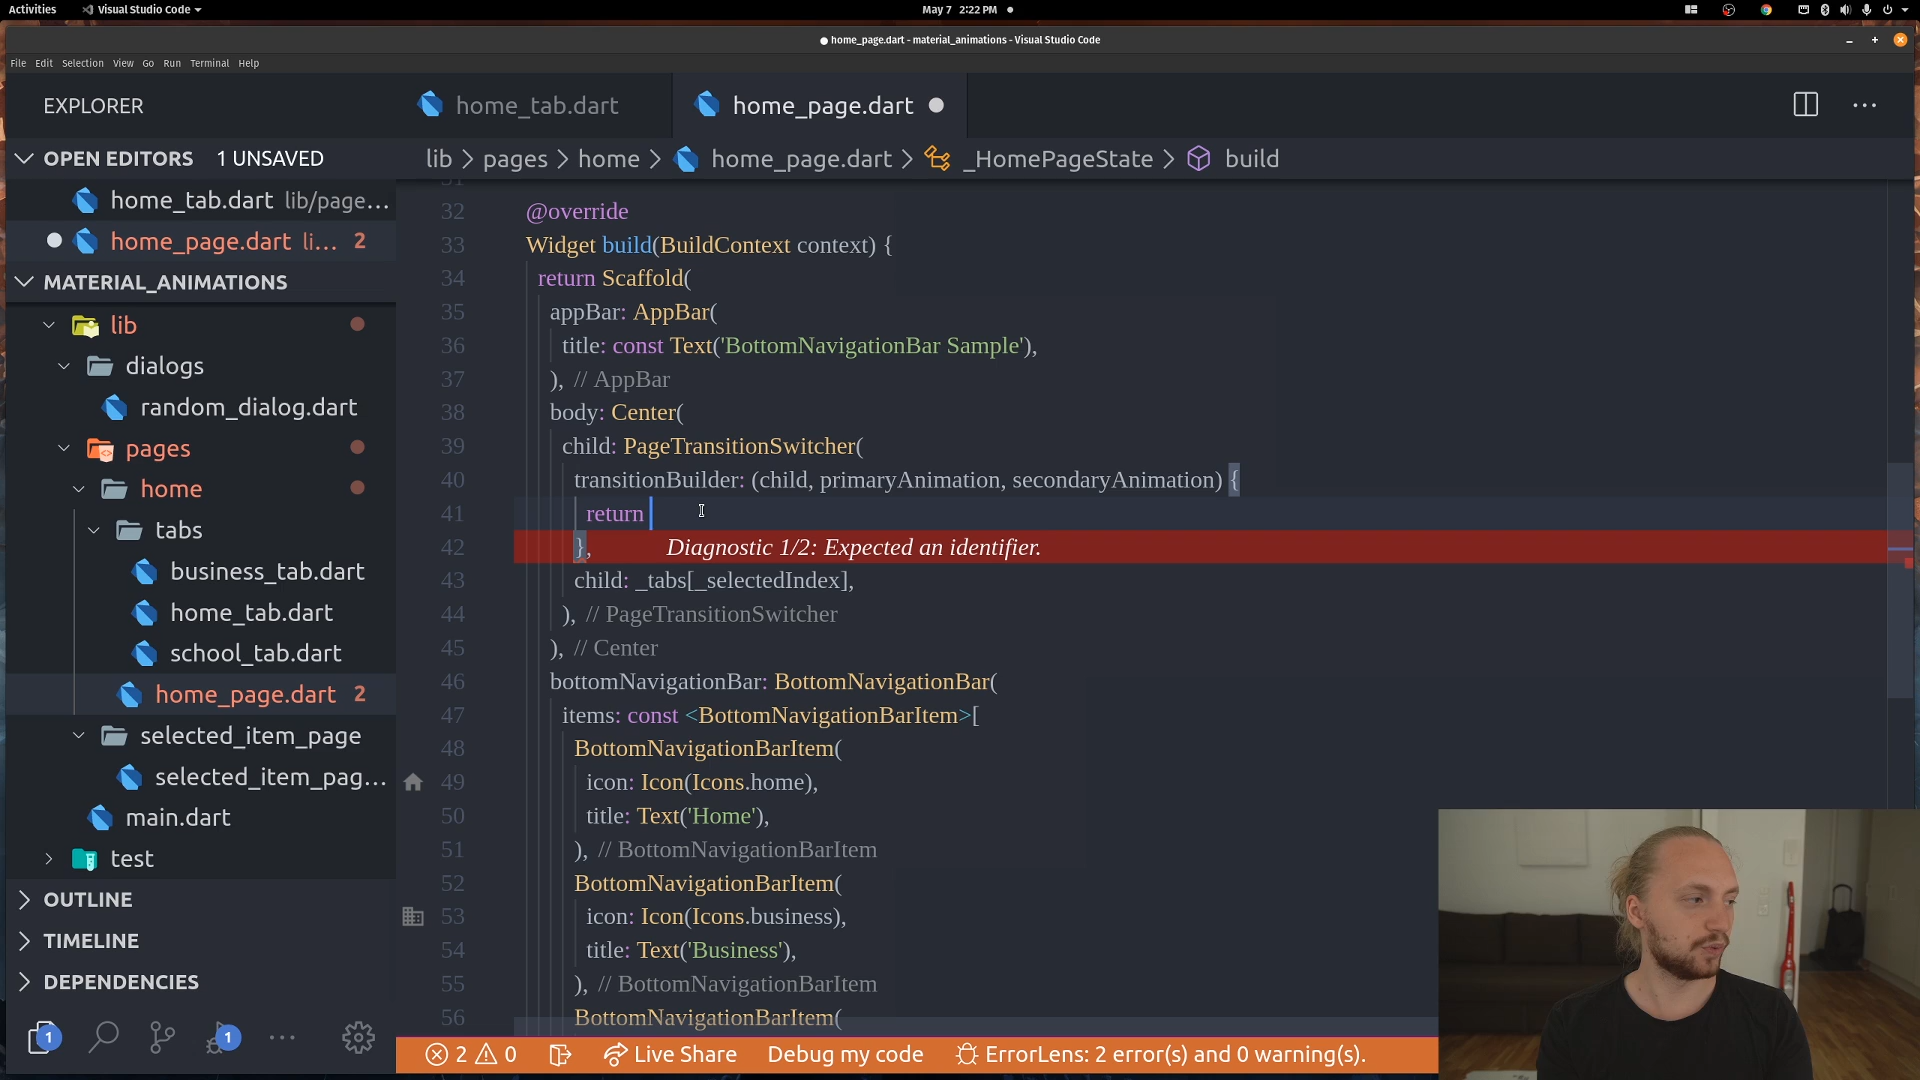 Activities
Visual Studio Code
May 7 2:22 PM
home_page.dart - material_animations - Visual Studio Code
File Edit Selection View Go Run Terminal Help
EXPLORER
home_tab.dart
home_page.dart
OPEN EDITORS 1 UNSAVED
lib > pages > home > home_page.dart > _HomePageState > build
home_tab.dart lib/page...
home_page.dart li... 2
MATERIAL_ANIMATIONS
lib
dialogs
random_dialog.dart
pages
home
tabs
business_tab.dart
home_tab.dart
school_tab.dart
home_page.dart 2
selected_item_page
selected_item_pag...
main.dart
test
OUTLINE
TIMELINE
DEPENDENCIES
1
1
31
32 @override
33 Widget build(BuildContext context) {
34 return Scaffold(
35 appBar: AppBar(
36 title: const Text('BottomNavigationBar Sample'),
37 ), // AppBar
38 body: Center(
39 child: PageTransitionSwitcher(
40 transitionBuilder: (child, primaryAnimation, secondaryAnimation) {
41 return
42 }, Diagnostic 1/2: Expected an identifier.
43 child: _tabs[_selectedIndex],
44 ), // PageTransitionSwitcher
45 ), // Center
46 bottomNavigationBar: BottomNavigationBar(
47 items: const <BottomNavigationBarItem>[
48 BottomNavigationBarItem(
49 icon: Icon(Icons.home),
50 title: Text('Home'),
51 ), // BottomNavigationBarItem
52 BottomNavigationBarItem(
53 icon: Icon(Icons.business),
54 title: Text('Business'),
55 ), // BottomNavigationBarItem
56 BottomNavigationBarItem(
2 0 Live Share Debug my code ErrorLens: 2 error(s) and 0 warning(s).